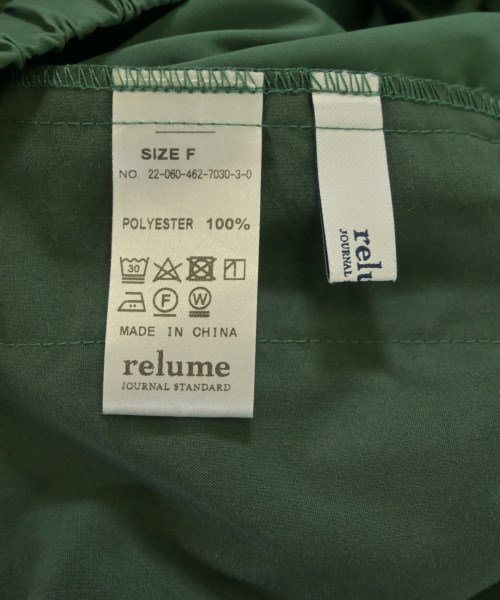 SIZE F
NO. 22-060-462-7030-3-0
POLYESTER 100%
30
F W
MADE IN CHINA
relume
JOURNAL STANDARD
relu
JOURNAL